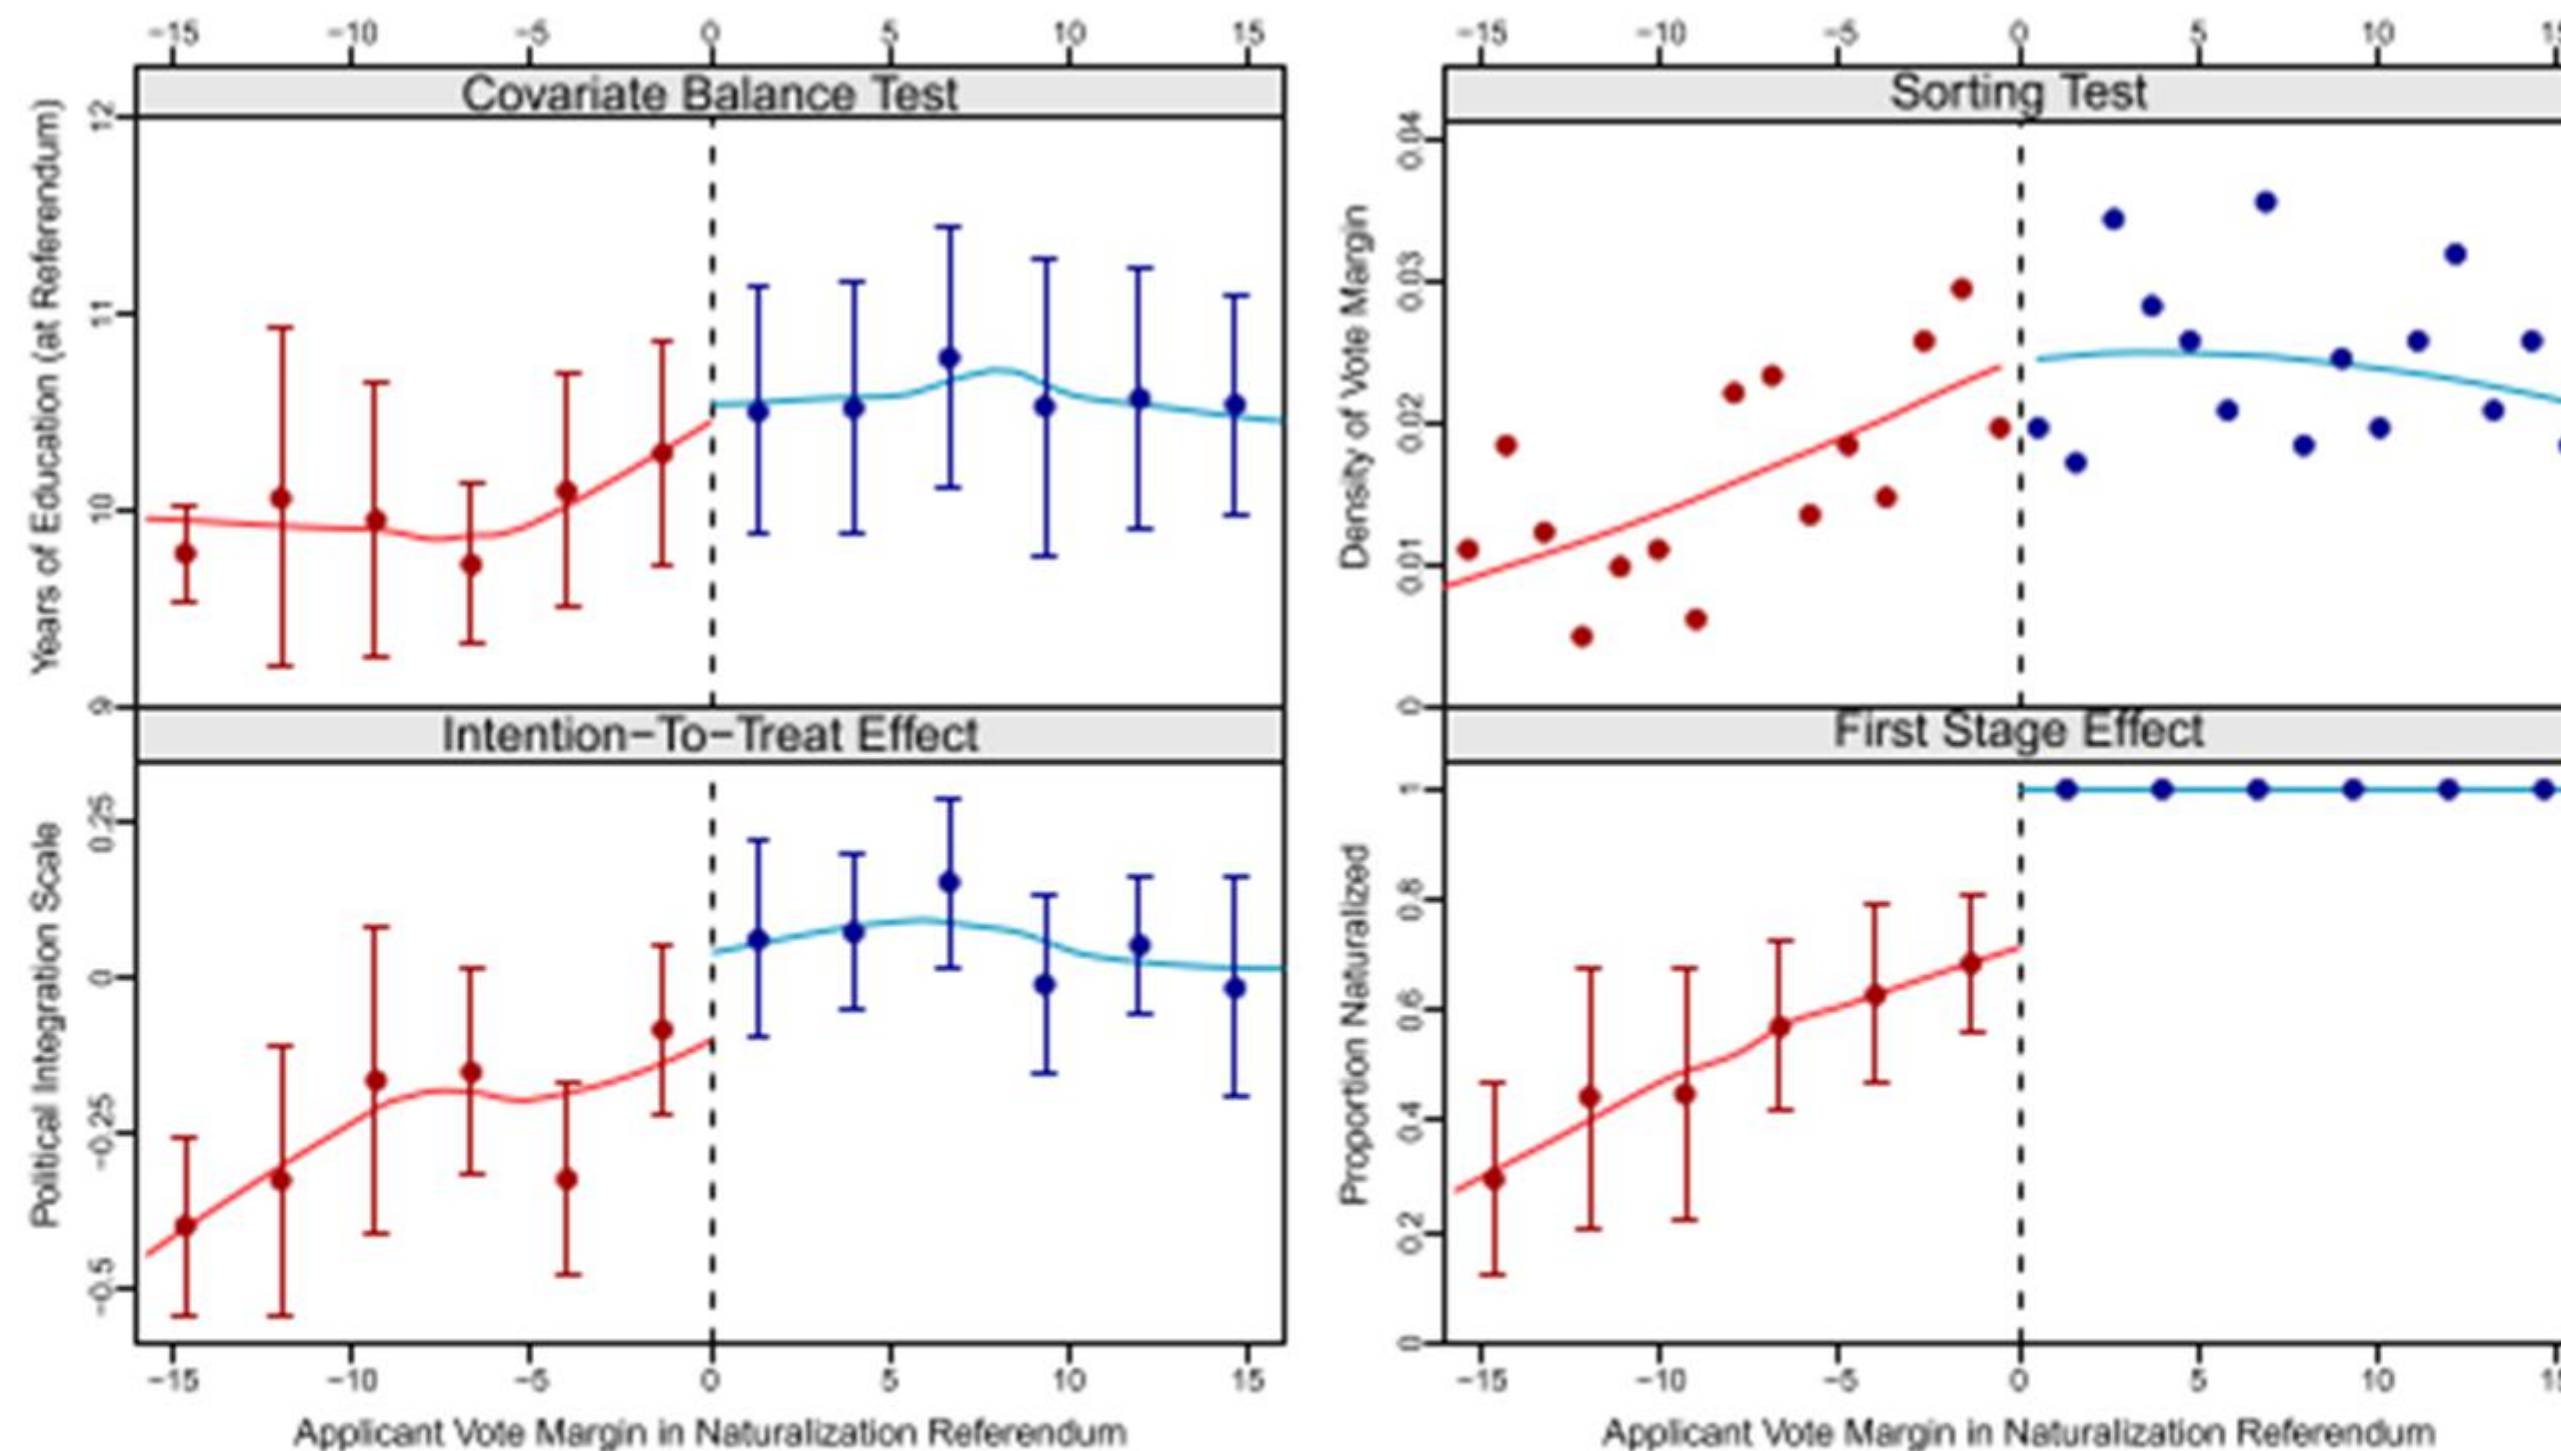 −15 −10 −5 0 5 10 15
−15 −10 −5 0 5 10
Covariate Balance Test
Sorting Test
Years of Education (at Referendum)
12
11
10
9
Density of Vote Margin
0.04
0.03
0.02
0.01
0
Intention−To−Treat Effect
First Stage Effect
Political Integration Scale
0.25
0
−0.25
−0.5
Proportion Naturalized
1
0.8
0.6
0.4
0.2
0
−15 −10 −5 0 5 10 15
−15 −10 −5 0 5 10
Applicant Vote Margin in Naturalization Referendum
Applicant Vote Margin in Naturalization Referendum